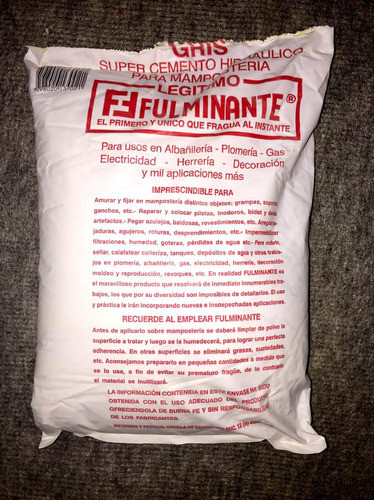 GRIS
SUPER CEMENTO HIDRAULICO
PARA MAMPOSTERIA
LEGITIMO
FULMINANTE®
EL PRIMERO Y UNICO QUE FRAGUA AL INSTANTE
Para usos en Albañilería - Plomería - Gas
Electricidad - Herrería - Decoración
y mil aplicaciones más
IMPRESCINDIBLE PARA
Amurar y fijar en mampostería distintos objetos; grampas, soportes,
ganchos, etc.- Reparar y colocar piletas, inodoros, bidet y otros
artefactos.- Pegar azulejos, baldosas, revestimientos, etc. Arreglar
jaduras, agujeros, roturas, desprendimientos, etc.- Impermeabilizar
filtraciones, humedad, goteras, pérdidas de agua etc.- Para cubrir,
sellar, calafatear cañerías, tanques, depósitos de agua y otros trabajos
en plomería, albañilería, gas, electricidad, herrería, decoración
moldeo y reproducción, revoques, etc. En realidad FULMINANTE es
el maravilloso producto que resolverá de inmediato innumerables tra-
bajos, los que por su diversidad son imposibles de detallarlos. El uso
y práctica le irán incorporando nuevas e insospechadas aplicaciones.
RECUERDE AL EMPLEAR FULMINANTE
Antes de aplicarlo sobre mampostería se deberá limpiar de polvo la
superficie a tratar y luego se la humedecerá, para lograr una perfecta
adherencia. En otras superficies se eliminará grasas, suciedades,
etc. Aconsejamos prepararlo en pequeñas cantidades a medida que
se lo usa, a fin de evitar su prematuro fragüe, de lo contrario
el material se inutilizará.
LA INFORMACIÓN CONTENIDA EN ESTE ENVASE HA SIDO
OBTENIDA CON EL USO ADECUADO DEL PRODUCTO
OFRECIENDOLA DE BUENA FE Y SIN RESPONSABILIDAD
DE LOS FABRICANTES.
INFORMES Y PEDIDOS: CASILLA DE